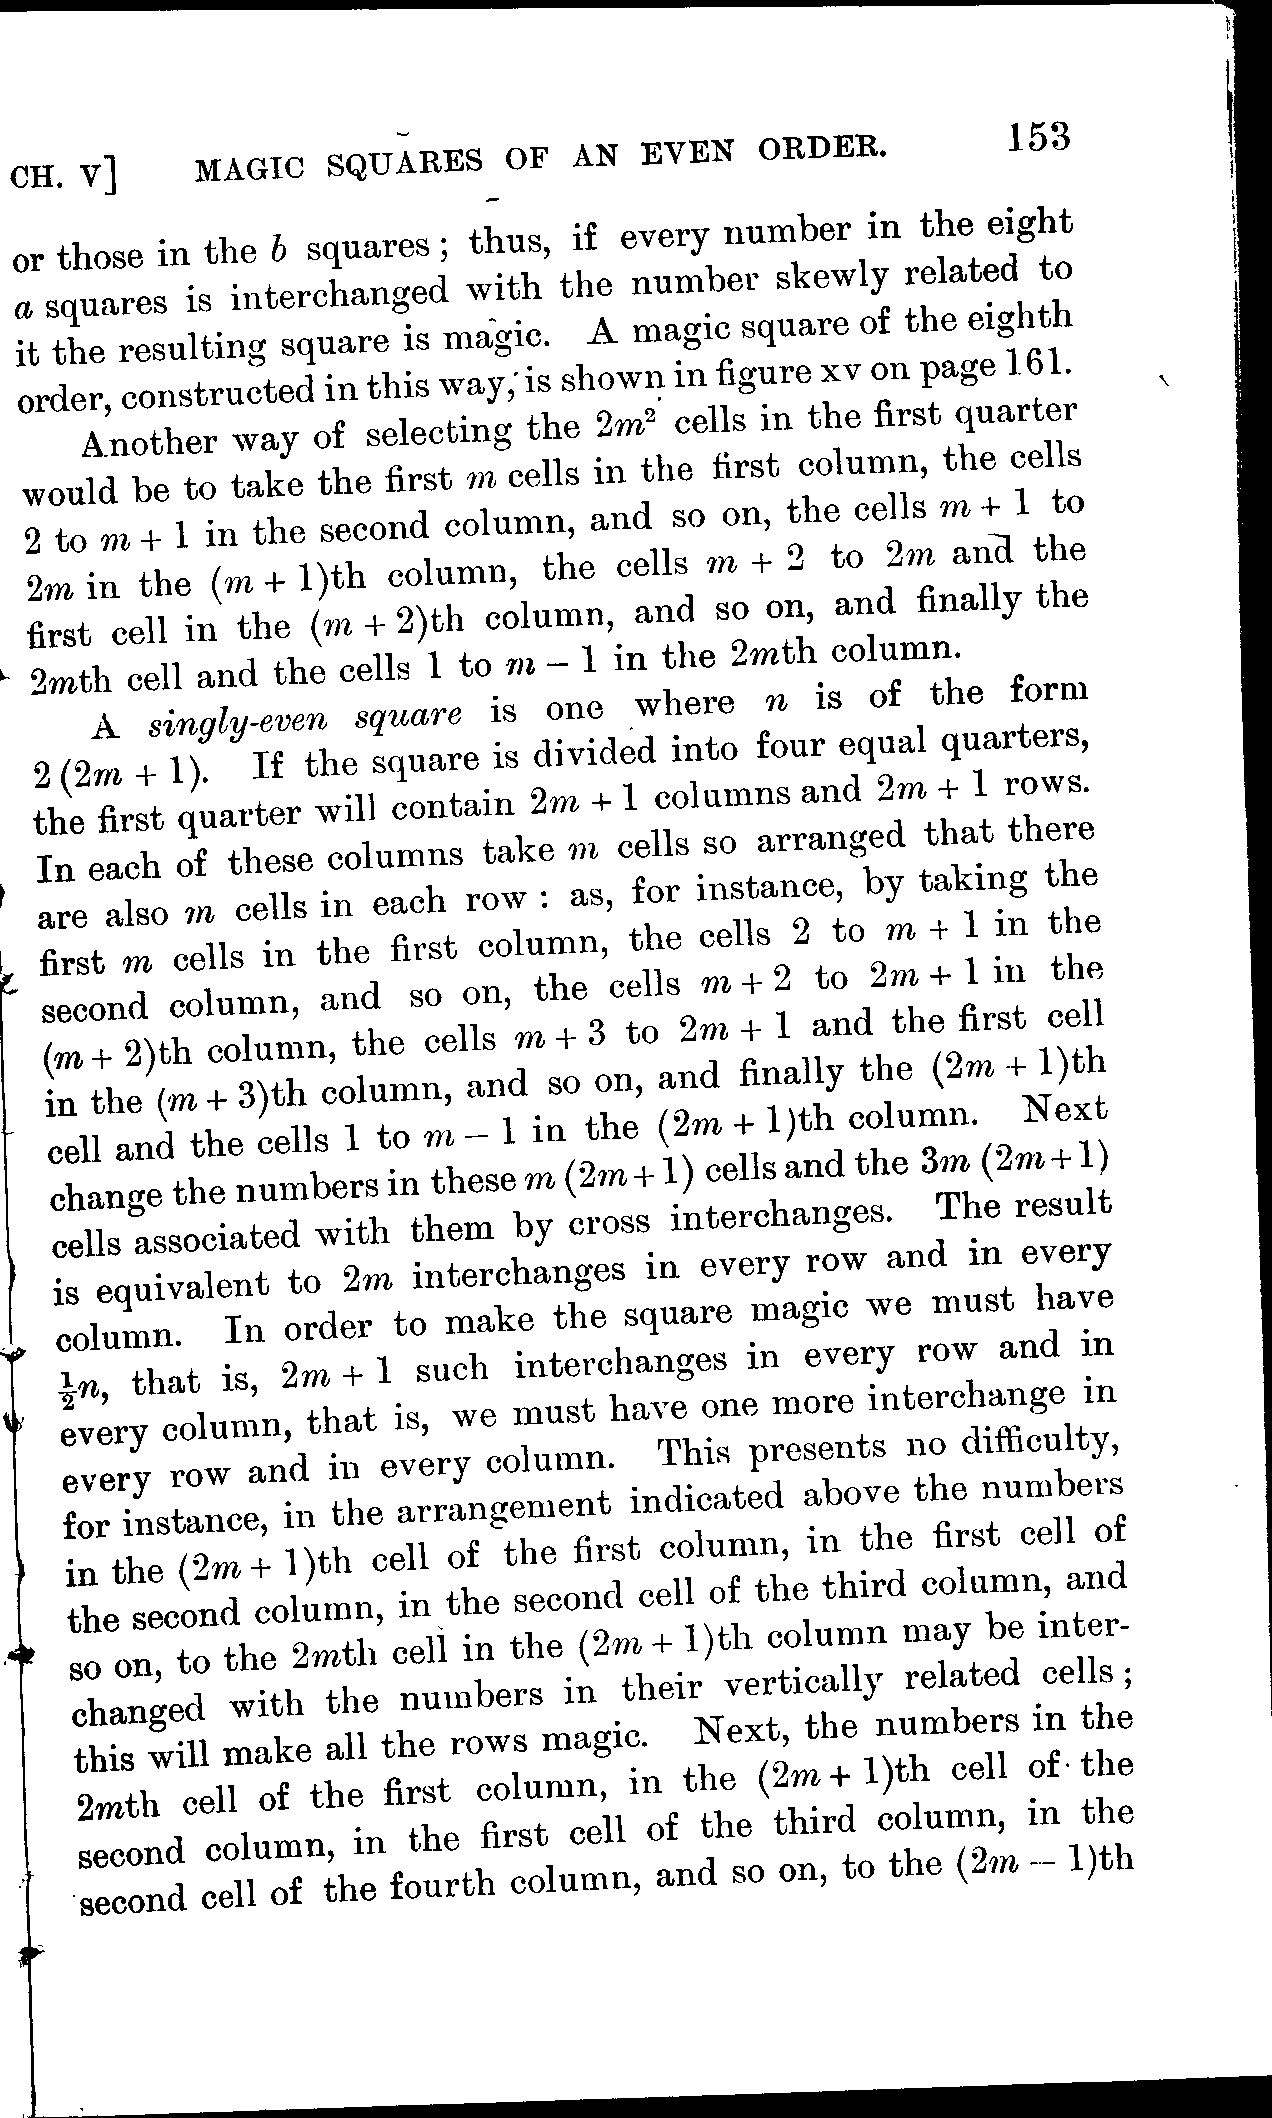 CH. V] MAGIC SQUARES OF AN EVEN ORDER. 153
or those in the b squares; thus, if every number in the eight
a squares is interchanged with the number skewly related to
it the resulting square is magic. A magic square of the eighth
order, constructed in this way, is shown in figure xv on page 161.
Another way of selecting the 2m² cells in the first quarter
would be to take the first m cells in the first column, the cells
2 to m + 1 in the second column, and so on, the cells m + 1 to
2m in the (m + 1)th column, the cells m + 2 to 2m and the
first cell in the (m + 2)th column, and so on, and finally the
2mth cell and the cells 1 to m – 1 in the 2mth column.
A singly-even square is one where n is of the form
2 (2m + 1). If the square is divided into four equal quarters,
the first quarter will contain 2m + 1 columns and 2m + 1 rows.
In each of these columns take m cells so arranged that there
are also m cells in each row : as, for instance, by taking the
first m cells in the first column, the cells 2 to m + 1 in the
second column, and so on, the cells m + 2 to 2m + 1 in the
(m + 2)th column, the cells m + 3 to 2m + 1 and the first cell
in the (m + 3)th column, and so on, and finally the (2m + 1)th
cell and the cells 1 to m – 1 in the (2m + 1)th column. Next
change the numbers in these m (2m + 1) cells and the 3m (2m + 1)
cells associated with them by cross interchanges. The result
is equivalent to 2m interchanges in every row and in every
column. In order to make the square magic we must have
½n, that is, 2m + 1 such interchanges in every row and in
every column, that is, we must have one more interchange in
every row and in every column. This presents no difficulty,
for instance, in the arrangement indicated above the numbers
in the (2m + 1)th cell of the first column, in the first cell of
the second column, in the second cell of the third column, and
so on, to the 2mth cell in the (2m + 1)th column may be inter-
changed with the numbers in their vertically related cells;
this will make all the rows magic. Next, the numbers in the
2mth cell of the first column, in the (2m + 1)th cell of the
second column, in the first cell of the third column, in the
second cell of the fourth column, and so on, to the (2m – 1)th